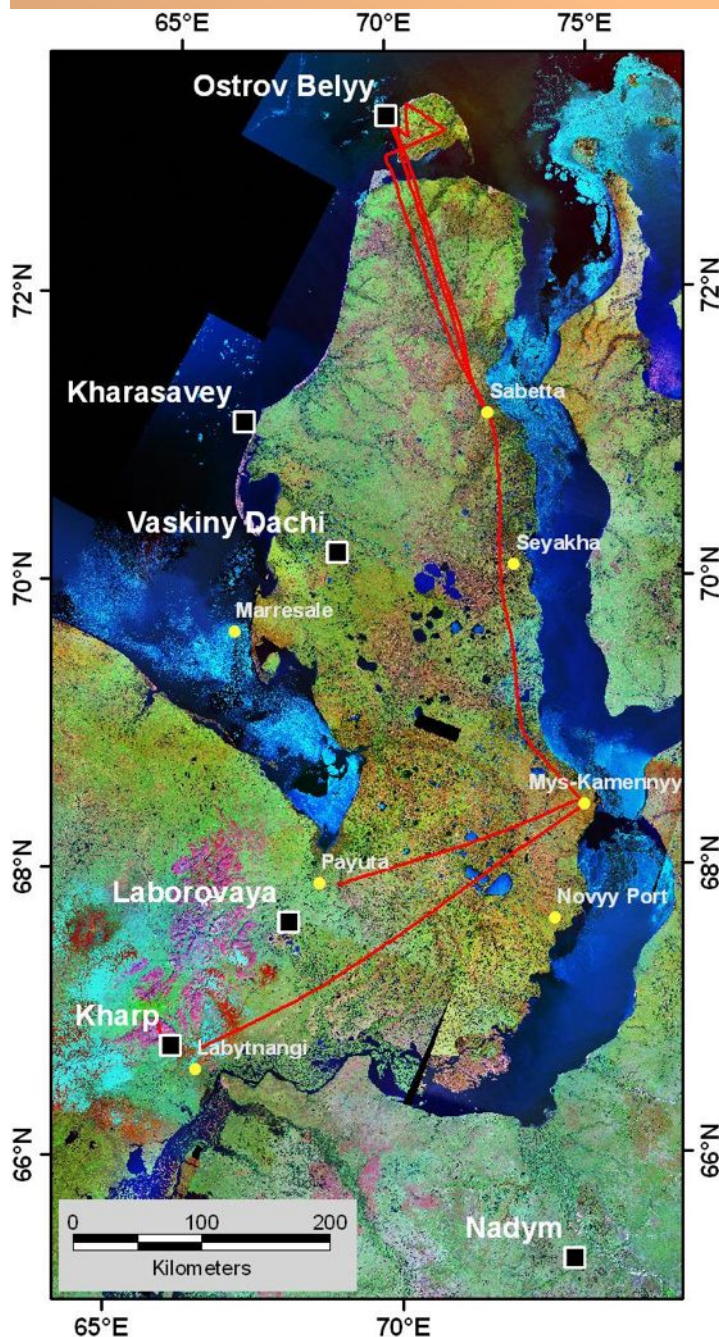 65°E 70°E 75°E
Ostrov Belyy
72°N 72°N
Kharasavey
Sabetta
Vaskiny Dachi
Seyakha
70°N 70°N
Marresale
Mys-Kamennyy
Payuta
68°N 68°N
Laborovaya
Novyy Port
Kharp
Labytnangi
66°N 66°N
0 100 200
Kilometers
Nadym
65°E 70°E